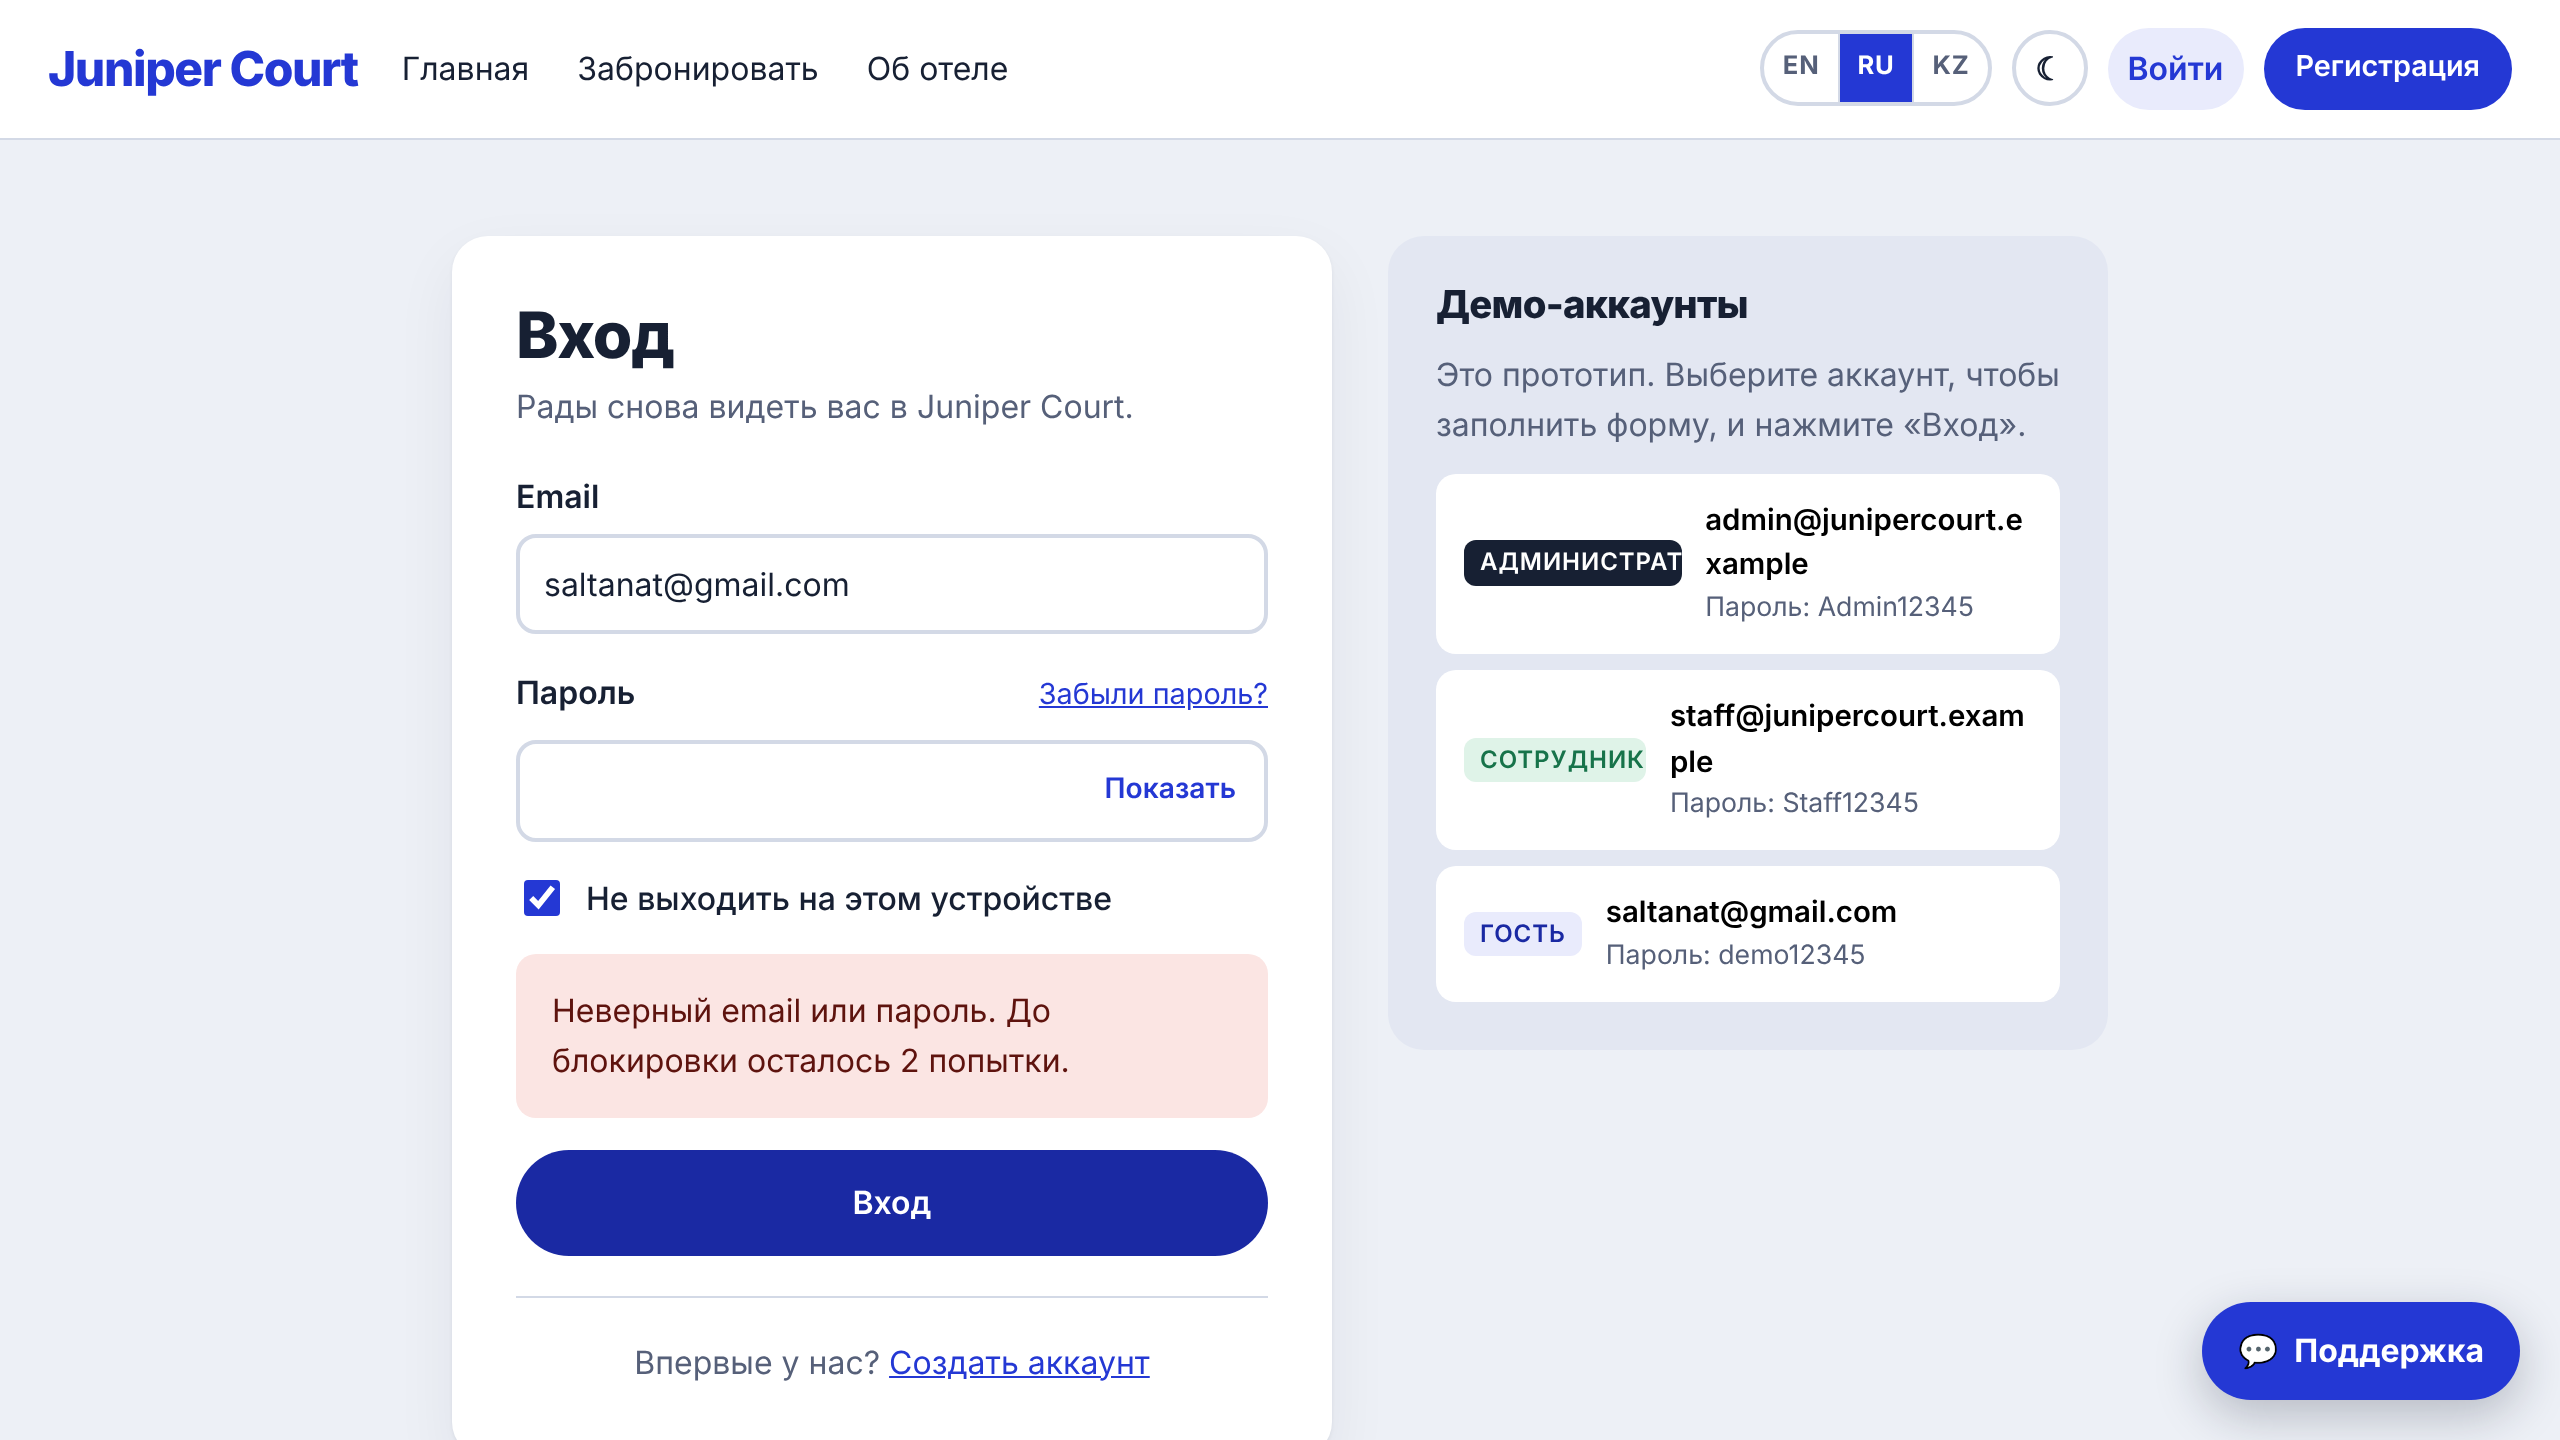 Juniper Court
Главная
Забронировать
Об отеле
EN
RU
KZ
Войти
Регистрация
Вход
Рады снова видеть вас в Juniper Court.
Email
saltanat@gmail.com
Пароль
Забыли пароль?
Показать
Не выходить на этом устройстве
Неверный email или пароль. До
блокировки осталось 2 попытки.
Вход
Впервые у нас? Создать аккаунт
Демо-аккаунты
Это прототип. Выберите аккаунт, чтобы
заполнить форму, и нажмите «Вход».
АДМИНИСТРАТ
admin@junipercourt.e
xample
Пароль: Admin12345
СОТРУДНИК
staff@junipercourt.exam
ple
Пароль: Staff12345
ГОСТЬ
saltanat@gmail.com
Пароль: demo12345
Поддержка